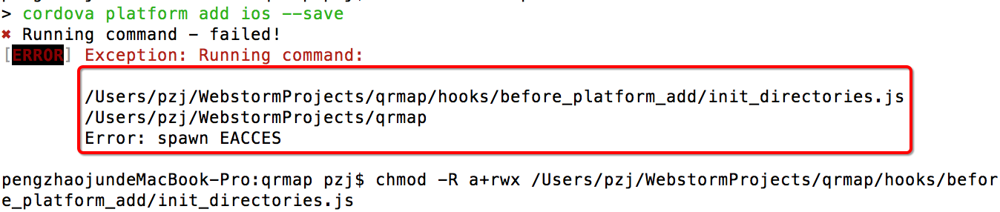 > cordova platform add ios --save
✖ Running command - failed!
[ERROR] Exception: Running command:
/Users/pzj/WebstormProjects/qrmap/hooks/before_platform_add/init_directories.js
/Users/pzj/WebstormProjects/qrmap
Error: spawn EACCES
pengzhaojundeMacBook-Pro:qrmap pzj$ chmod -R a+rwx /Users/pzj/WebstormProjects/qrmap/hooks/befor
e_platform_add/init_directories.js